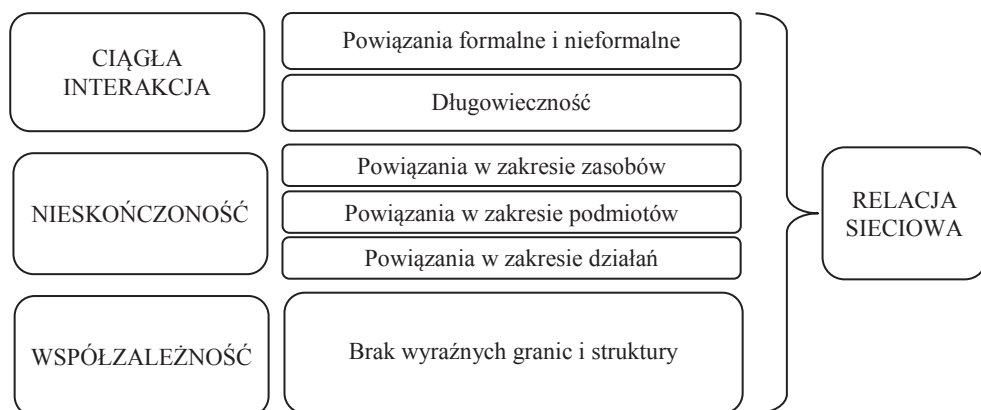 CIĄGŁA
INTERAKCJA
Powiązania formalne i nieformalne
Długowieczność
NIESKOŃCZONOŚĆ
Powiązania w zakresie zasobów
Powiązania w zakresie podmiotów
Powiązania w zakresie działań
WSPÓŁZALEŻNOŚĆ
Brak wyraźnych granic i struktury
RELACJA
SIECIOWA